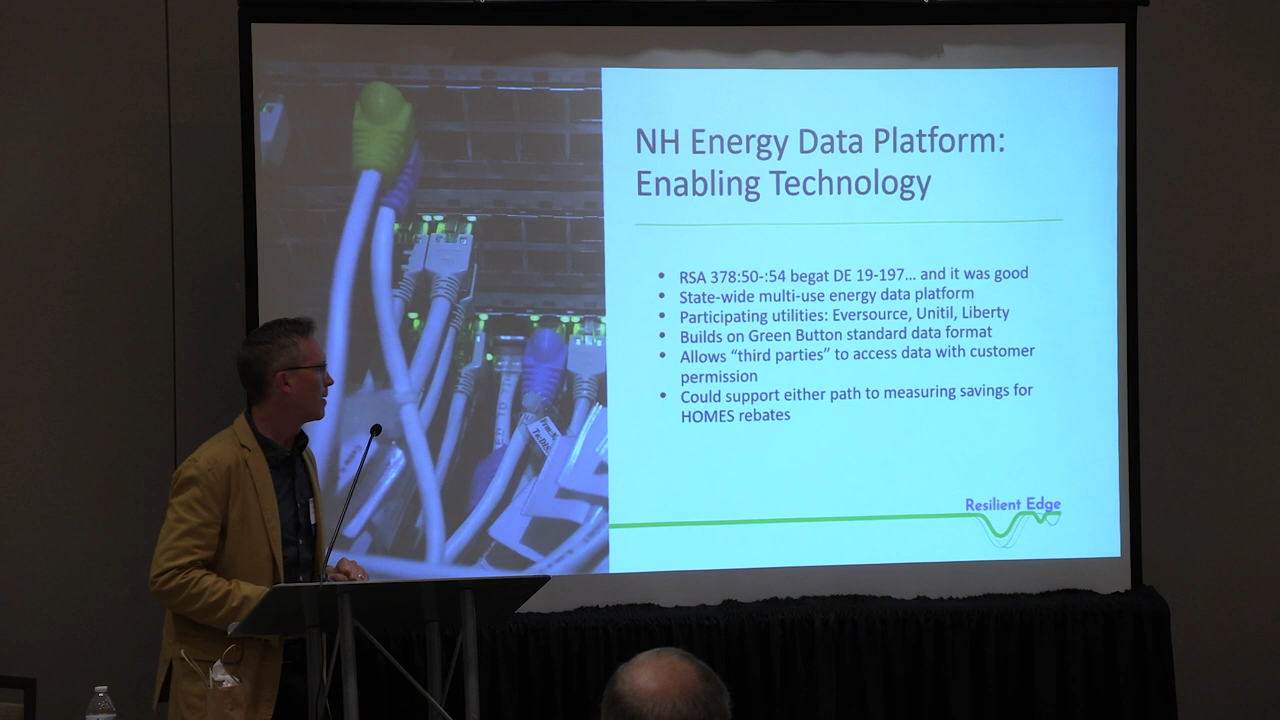 NH Energy Data Platform:
Enabling Technology
• RSA 378:50-:54 begat DE 19-197... and it was good
• State-wide multi-use energy data platform
• Participating utilities: Eversource, Unitil, Liberty
• Builds on Green Button standard data format
• Allows “third parties” to access data with customer
permission
• Could support either path to measuring savings for
HOMES rebates
Resilient Edge